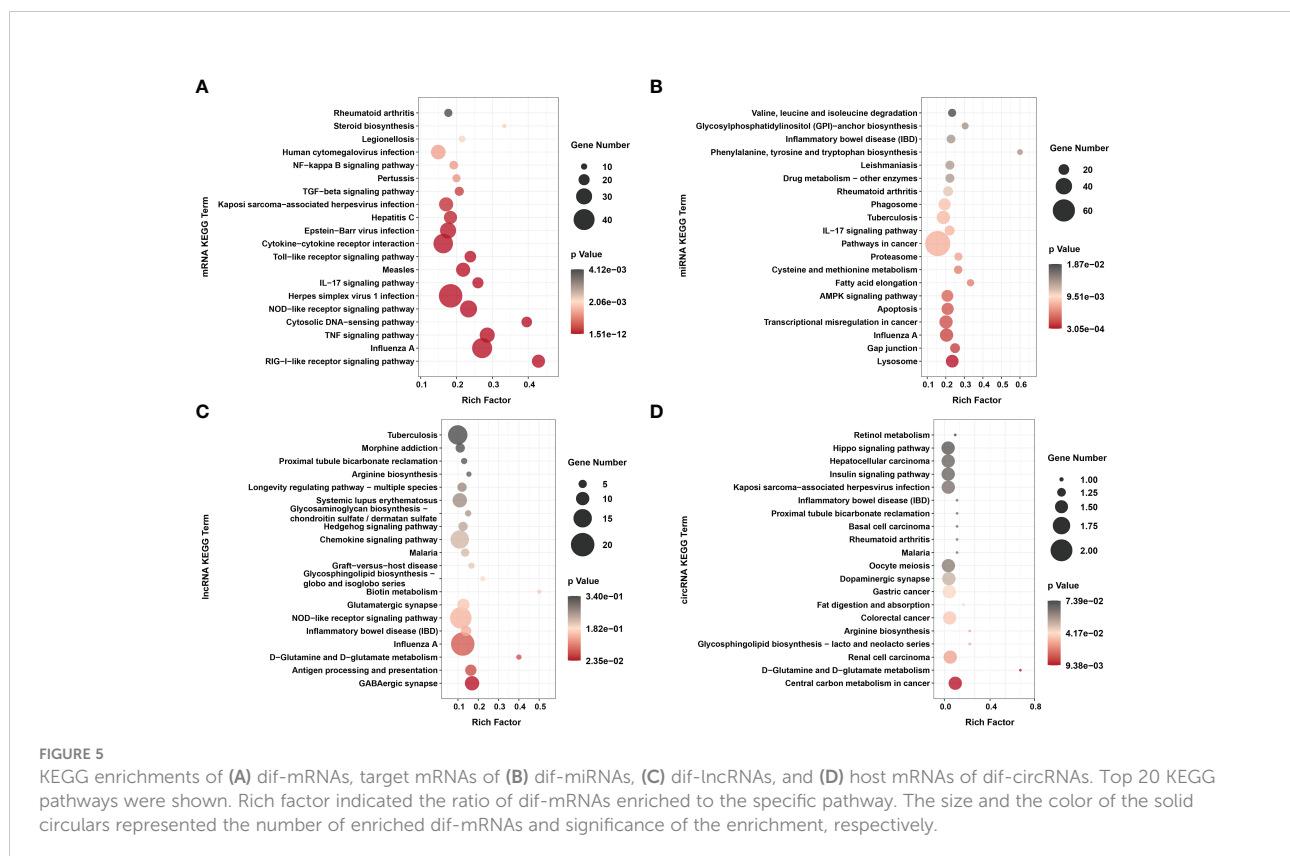 A
mRNA KEGG Term
Rheumatoid arthritis
Steroid biosynthesis
Legionellosis
Human cytomegalovirus infection
NF−kappa B signaling pathway
Pertussis
TGF−beta signaling pathway
Kaposi sarcoma−associated herpesvirus infection
Hepatitis C
Epstein−Barr virus infection
Cytokine−cytokine receptor interaction
Toll−like receptor signaling pathway
Measles
IL−17 signaling pathway
Herpes simplex virus 1 infection
NOD−like receptor signaling pathway
Cytosolic DNA−sensing pathway
TNF signaling pathway
Influenza A
RIG−I−like receptor signaling pathway
0.1 0.2 0.3 0.4
Rich Factor
Gene Number
10
20
30
40
p Value
4.12e−03
2.06e−03
1.51e−12
B
miRNA KEGG Term
Valine, leucine and isoleucine degradation
Glycosylphosphatidylinositol (GPI)−anchor biosynthesis
Inflammatory bowel disease (IBD)
Phenylalanine, tyrosine and tryptophan biosynthesis
Leishmaniasis
Drug metabolism − other enzymes
Rheumatoid arthritis
Phagosome
Tuberculosis
IL−17 signaling pathway
Pathways in cancer
Proteasome
Cysteine and methionine metabolism
Fatty acid elongation
AMPK signaling pathway
Apoptosis
Transcriptional misregulation in cancer
Influenza A
Gap junction
Lysosome
0.1 0.2 0.3 0.4 0.5 0.6
Rich Factor
Gene Number
20
40
60
p Value
1.87e−02
9.51e−03
3.05e−04
C
lncRNA KEGG Term
Tuberculosis
Morphine addiction
Proximal tubule bicarbonate reclamation
Arginine biosynthesis
Longevity regulating pathway − multiple species
Systemic lupus erythematosus
Glycosaminoglycan biosynthesis −
chondroitin sulfate / dermatan sulfate
Hedgehog signaling pathway
Chemokine signaling pathway
Malaria
Graft−versus−host disease
Glycosphingolipid biosynthesis −
globo and isoglobo series
Biotin metabolism
Glutamatergic synapse
NOD−like receptor signaling pathway
Inflammatory bowel disease (IBD)
Influenza A
D−Glutamine and D−glutamate metabolism
Antigen processing and presentation
GABAergic synapse
0.1 0.2 0.3 0.4 0.5
Rich Factor
Gene Number
5
10
15
20
p Value
3.40e−01
1.82e−01
2.35e−02
D
circRNA KEGG Term
Retinol metabolism
Hippo signaling pathway
Hepatocellular carcinoma
Insulin signaling pathway
Kaposi sarcoma−associated herpesvirus infection
Inflammatory bowel disease (IBD)
Proximal tubule bicarbonate reclamation
Basal cell carcinoma
Rheumatoid arthritis
Malaria
Oocyte meiosis
Dopaminergic synapse
Gastric cancer
Fat digestion and absorption
Colorectal cancer
Arginine biosynthesis
Glycosphingolipid biosynthesis − lacto and neolacto series
Renal cell carcinoma
D−Glutamine and D−glutamate metabolism
Central carbon metabolism in cancer
0.0 0.4 0.8
Rich Factor
Gene Number
1.00
1.25
1.50
1.75
2.00
p Value
7.39e−02
4.17e−02
9.38e−03
FIGURE 5
KEGG enrichments of (A) dif-mRNAs, target mRNAs of (B) dif-miRNAs, (C) dif-lncRNAs, and (D) host mRNAs of dif-circRNAs. Top 20 KEGG
pathways were shown. Rich factor indicated the ratio of dif-mRNAs enriched to the specific pathway. The size and the color of the solid
circulars represented the number of enriched dif-mRNAs and significance of the enrichment, respectively.